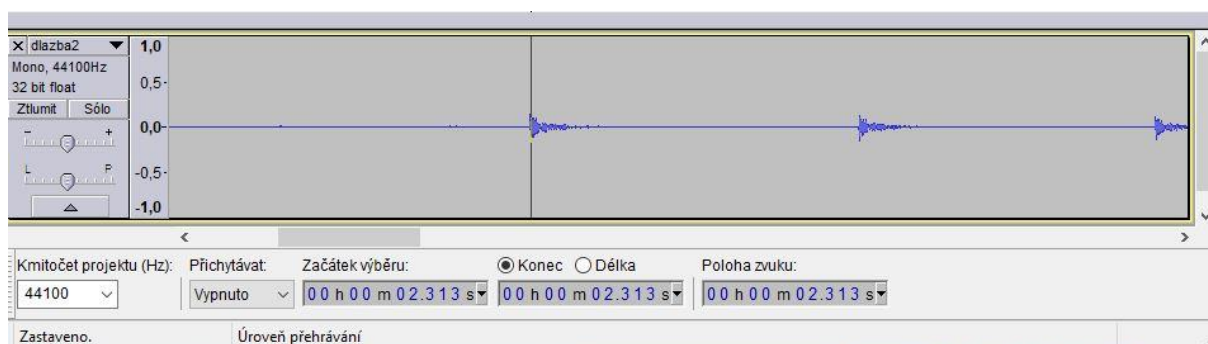 dlazba2
Mono, 44100Hz
32 bit float
Ztlumit Sólo
- +
L P
1,0
0,5
0,0
-0,5
-1,0
Kmitočet projektu (Hz): Přichytávat: Začátek výběru: Konec Délka Poloha zvuku:
44100 Vypnuto 00 h 00 m 02.313 s 00 h 00 m 02.313 s 00 h 00 m 02.313 s
Zastaveno. Úroveň přehrávání